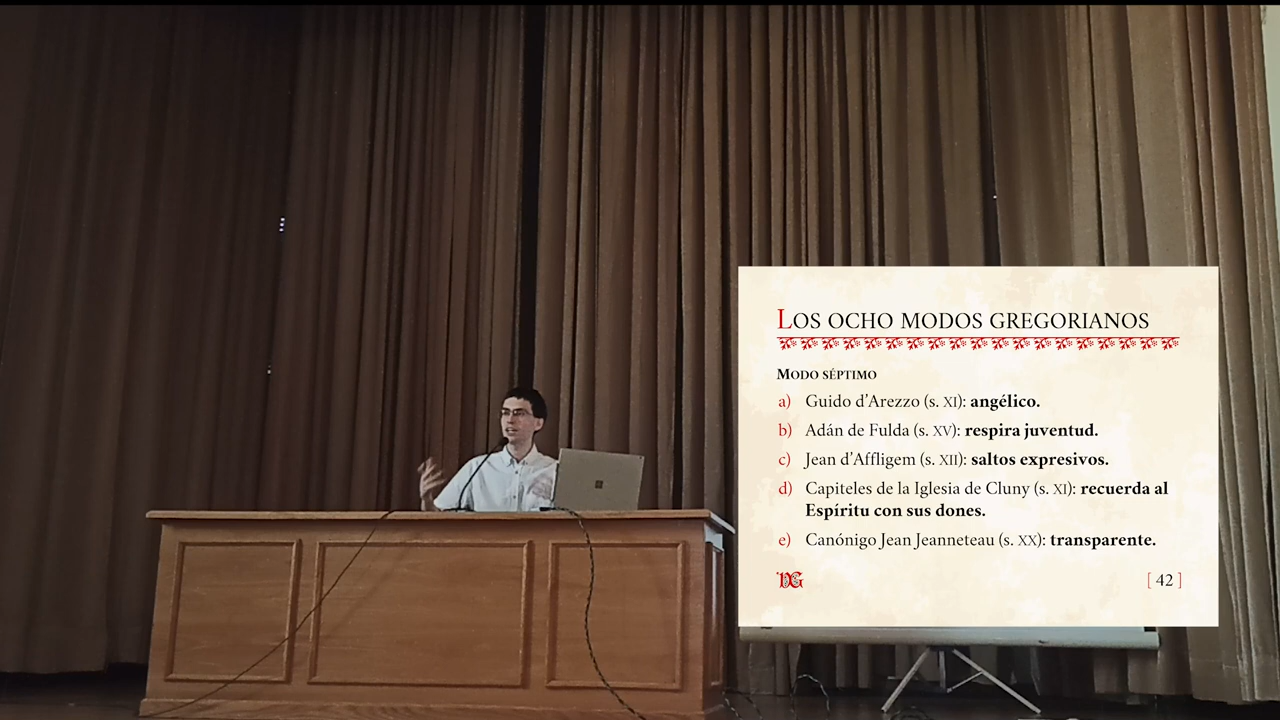 Los ocho modos gregorianos
Modo séptimo
a) Guido d’Arezzo (s. XI): angélico.
b) Adán de Fulda (s. XV): respira juventud.
c) Jean d’Affligem (s. XII): saltos expresivos.
d) Capiteles de la Iglesia de Cluny (s. XI): recuerda al
Espíritu con sus dones.
e) Canónigo Jean Jeanneteau (s. XX): transparente.
[ 42 ]